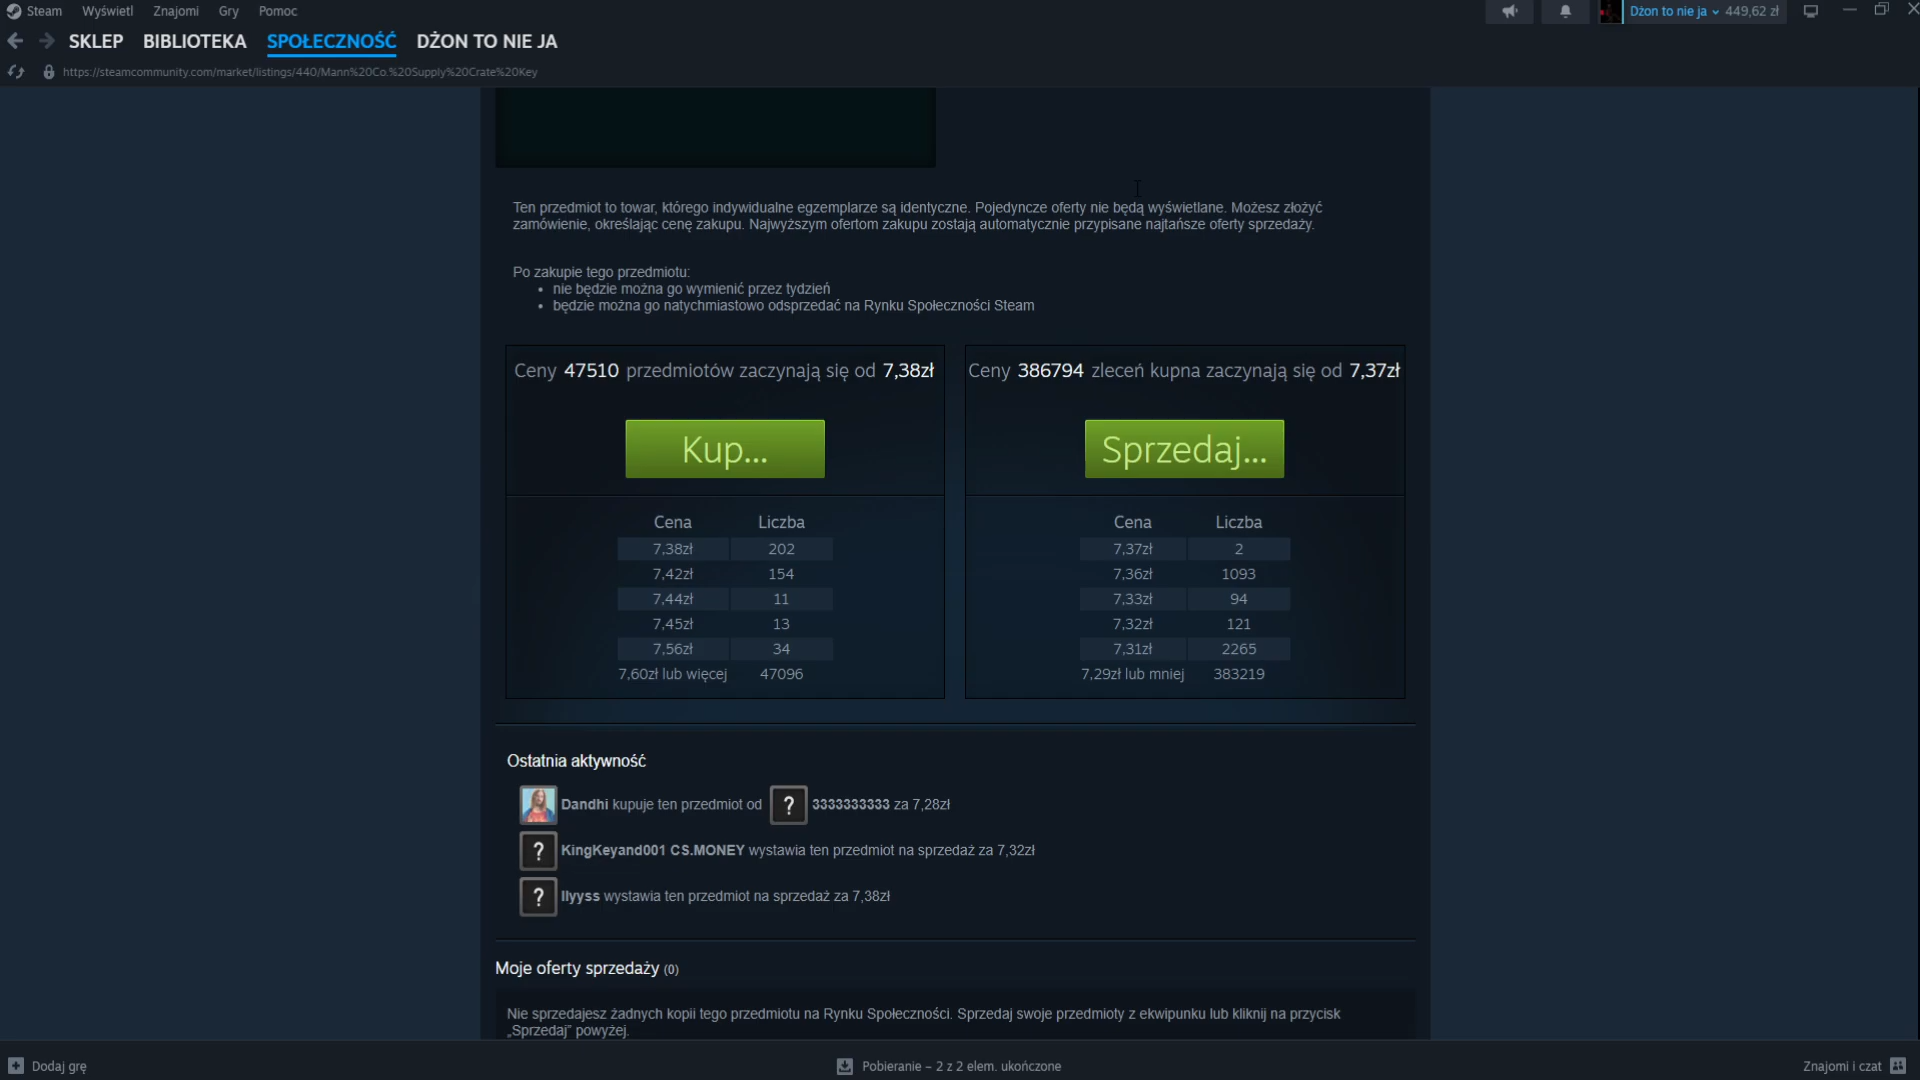 Steam Wyświetl Znajomi Gry Pomoc
Dżon to nie ja 449,62 zł
SKLEP BIBLIOTEKA SPOŁECZNOŚĆ DŻON TO NIE JA
https://steamcommunity.com/market/listings/440/Mann%20Co.%20Supply%20Crate%20Key
Ten przedmiot to towar, którego indywidualne egzemplarze są identyczne. Pojedyncze oferty nie będą wyświetlane. Możesz złożyć
zamówienie, określając cenę zakupu. Najwyższym ofertom zakupu zostają automatycznie przypisane najtańsze oferty sprzedaży.
Po zakupie tego przedmiotu:
• nie będzie można go wymienić przez tydzień
• będzie można go natychmiastowo odsprzedać na Rynku Społeczności Steam
Ceny 47510 przedmiotów zaczynają się od 7,38zł
Kup...
Cena Liczba
7,38zł 202
7,42zł 154
7,44zł 11
7,45zł 13
7,56zł 34
7,60zł lub więcej 47096
Ceny 386794 zleceń kupna zaczynają się od 7,37zł
Sprzedaj...
Cena Liczba
7,37zł 2
7,36zł 1093
7,33zł 94
7,32zł 121
7,31zł 2265
7,29zł lub mniej 383219
Ostatnia aktywność
Dandhi kupuje ten przedmiot od ? 3333333333 za 7,28zł
? KingKeyand001 CS.MONEY wystawia ten przedmiot na sprzedaż za 7,32zł
? llyyss wystawia ten przedmiot na sprzedaż za 7,38zł
Moje oferty sprzedaży (0)
Nie sprzedajesz żadnych kopii tego przedmiotu na Rynku Społeczności. Sprzedaj swoje przedmioty z ekwipunku lub kliknij na przycisk
„Sprzedaj” powyżej.
Dodaj grę
Pobieranie – 2 z 2 elem. ukończone
Znajomi i czat